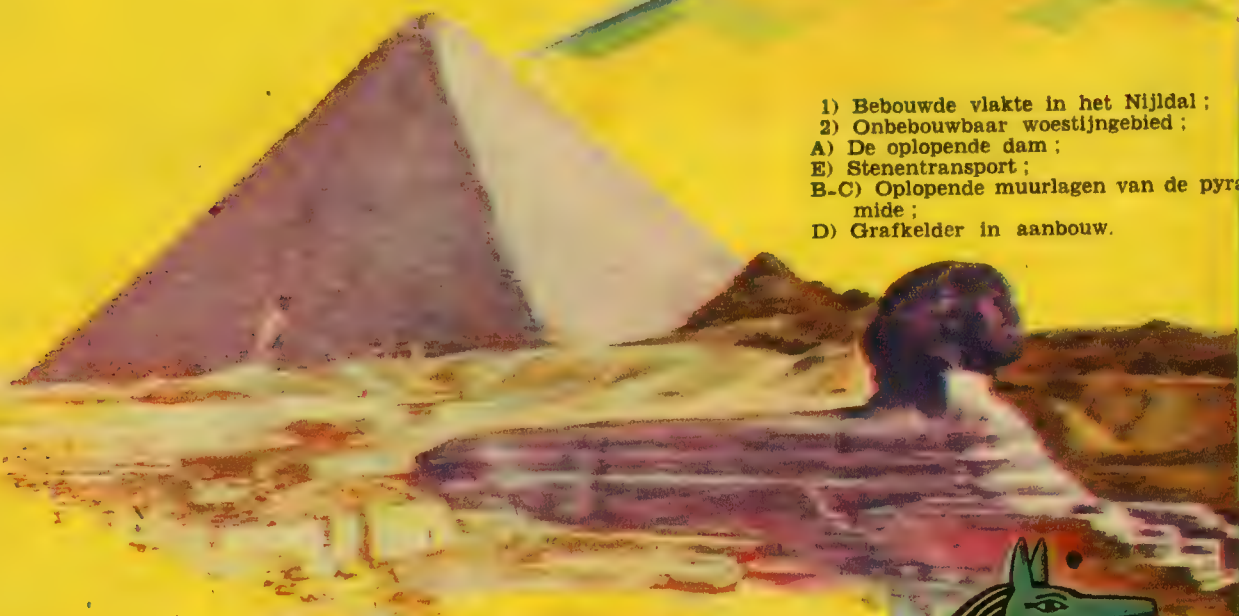 1) Bebouwde vlakte in het Nijldal ;
2) Onbebouwbaar woestijngebied ;
A) De oplopende dam ;
E) Stenentransport ;
B-C) Oplopende muurlagen van de pyra
mide ;
D) Grafkelder in aanbouw.